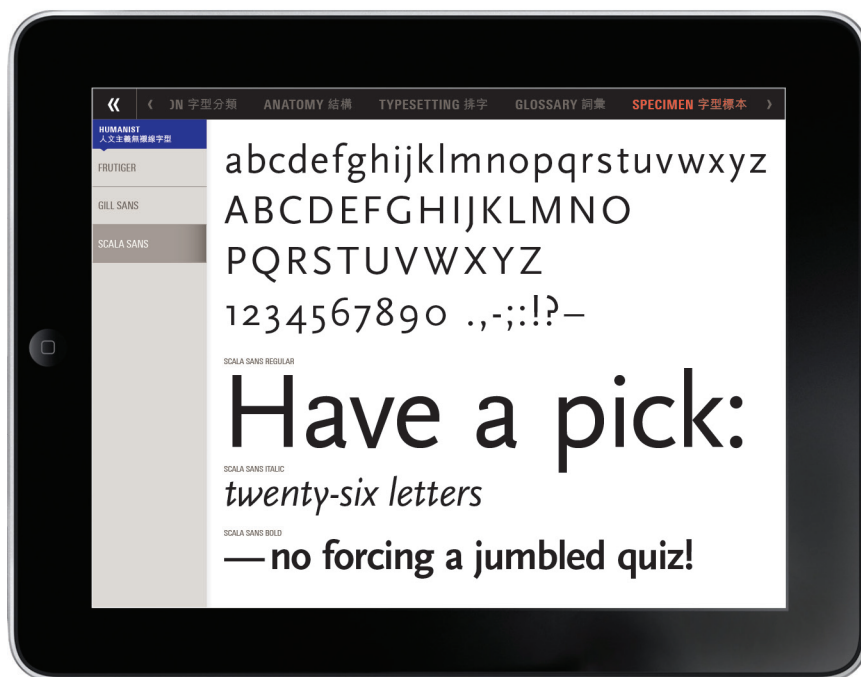 « ‹ ON 字型分類 ANATOMY 結構 TYPESETTING 排字 GLOSSARY 詞彙 SPECIMEN 字型標本 ›
HUMANIST
人文主義無襯線字型
FRUTIGER
GILL SANS
SCALA SANS
abcdefghijklmnopqrstuvwxyz
ABCDEFGHIJKLMNO
PQRSTUVWXYZ
1234567890 .,-;:!?–
SCALA SANS REGULAR
Have a pick:
SCALA SANS ITALIC
twenty-six letters
SCALA SANS BOLD
—no forcing a jumbled quiz!